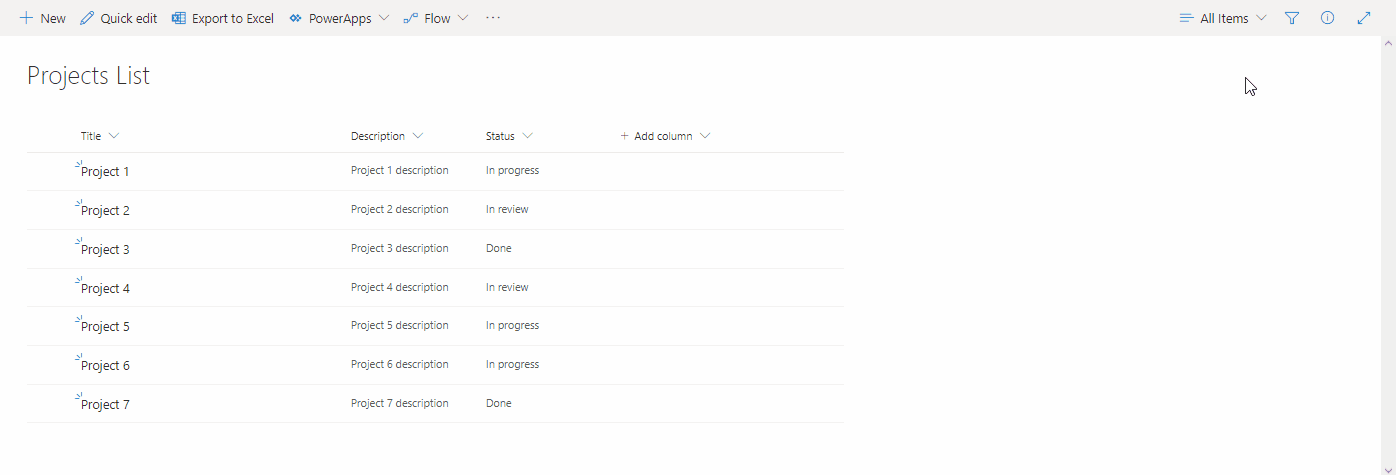 New Quick edit Export to Excel PowerApps Flow ... All Items
Projects List
Title Description Status + Add column
Project 1 Project 1 description In progress
Project 2 Project 2 description In review
Project 3 Project 3 description Done
Project 4 Project 4 description In review
Project 5 Project 5 description In progress
Project 6 Project 6 description In progress
Project 7 Project 7 description Done